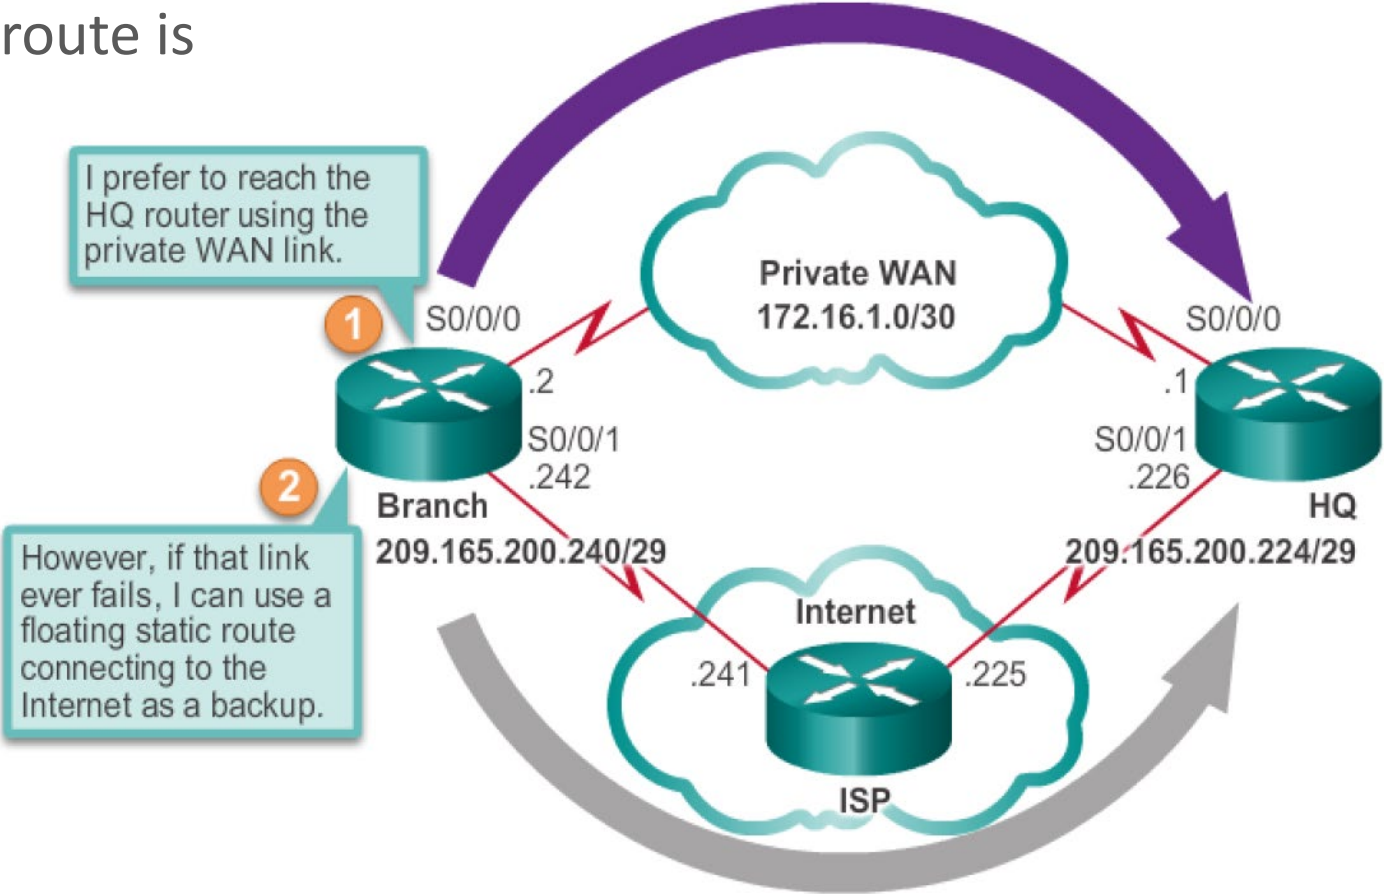 route is
I prefer to reach the
HQ router using the
private WAN link.
1
S0/0/0
Private WAN
172.16.1.0/30
S0/0/0
.2
.1
S0/0/1
.242
S0/0/1
.226
2
Branch
HQ
209.165.200.240/29
209.165.200.224/29
However, if that link
ever fails, I can use a
floating static route
connecting to the
Internet as a backup.
Internet
.241
.225
ISP